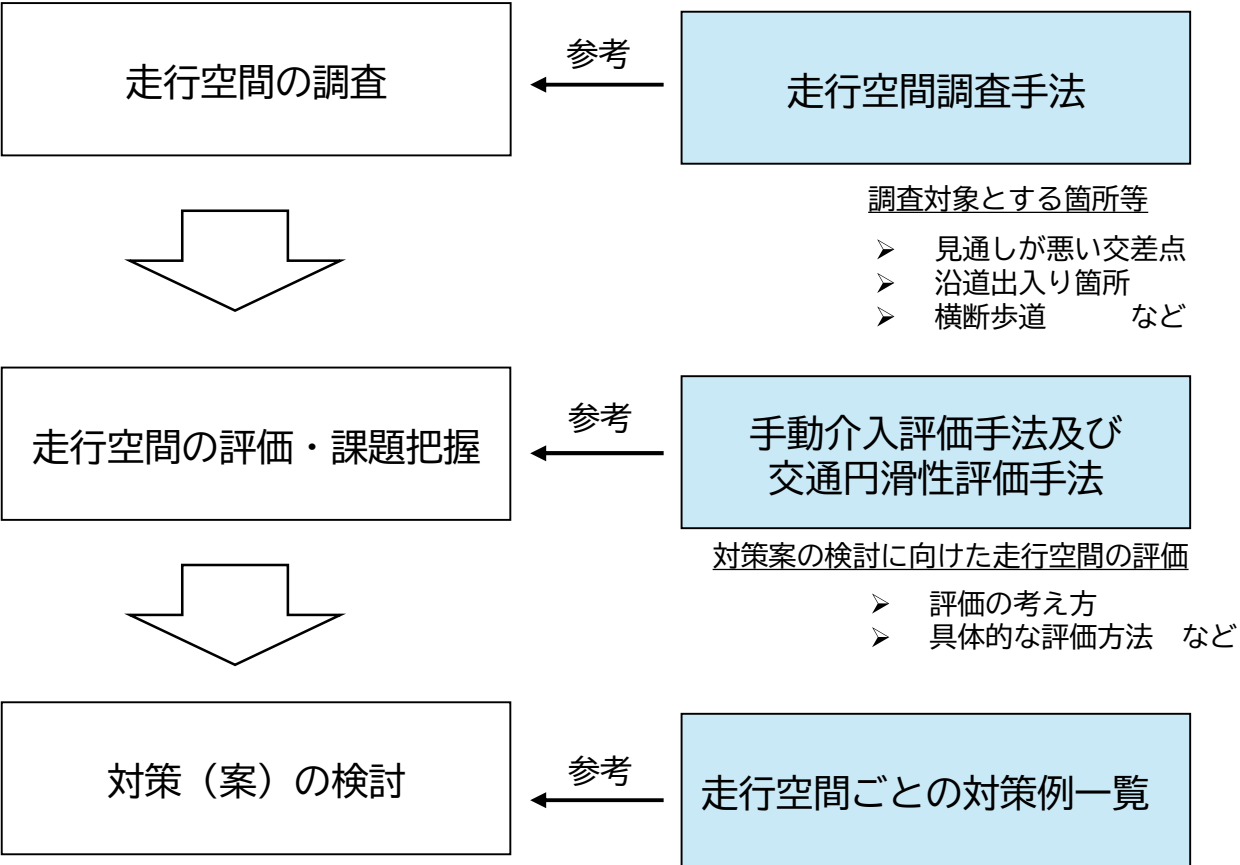 走行空間の調査
参考
走行空間調査手法
調査対象とする箇所等
➢ 見通しが悪い交差点
➢ 沿道出入り箇所
➢ 横断歩道 など
走行空間の評価・課題把握
参考
手動介入評価手法及び
交通円滑性評価手法
対策案の検討に向けた走行空間の評価
➢ 評価の考え方
➢ 具体的な評価方法 など
対策（案）の検討
参考
走行空間ごとの対策例一覧